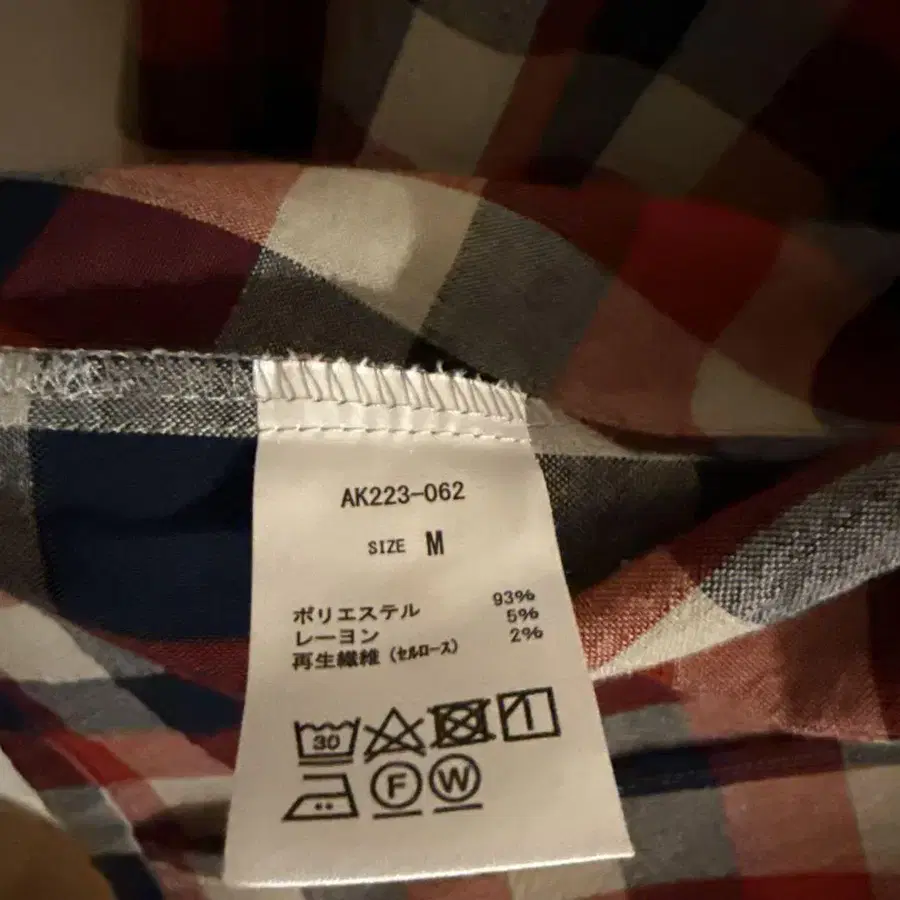 AK223-062
SIZE M
ポリエステル 93%
レーヨン 5%
再生繊維（セルロース） 2%
30
F W